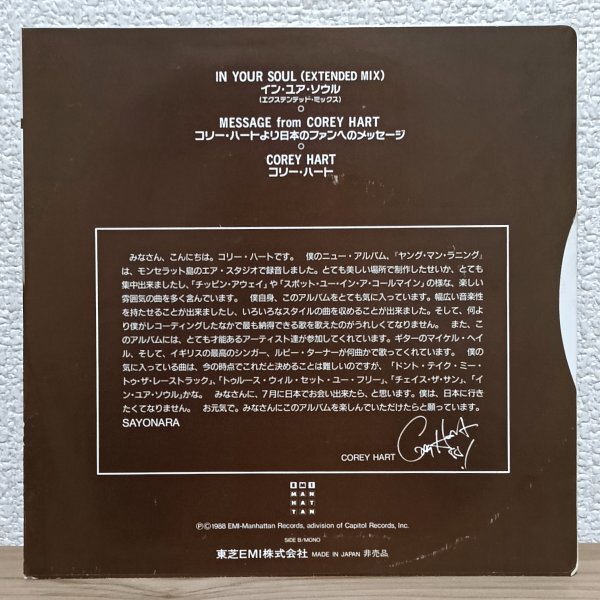 IN YOUR SOUL (EXTENDED MIX)
イン・ユア・ソウル
(エクステンデッド・ミックス)
MESSAGE from COREY HART
コリー・ハートより日本のファンへのメッセージ
COREY HART
コリー・ハート
みなさん、こんにちは。コリー・ハートです。 僕のニュー・アルバム、「ヤング・マン・ラニング」
は、モンセラット島のエア・スタジオで録音しました。とても美しい場所で制作したせいか、とても
集中出来ましたし、「チッピン・アウェイ」や「スポット・ユー・イン・ア・コールマイン」の様な、楽しい
雰囲気の曲を多く含んでいます。 僕自身、このアルバムをとても気に入っています。幅広い音楽性
を持たせることが出来ましたし、いろいろなスタイルの曲を収めることが出来ました。そして、何よ
り僕がレコーディングしたなかで最も納得できる歌を歌えたのがうれしくてなりません。 また、こ
のアルバムには、とても才能あるアーティスト達が参加してくれています。ギターのマイケル・ヘイ
ル、そして、イギリスの最高のシンガー、ルビー・ターナーが何曲かで歌ってくれています。 僕の
気に入っている曲は、今の時点でこれだと決めることは難しいのですが、「ドント・テイク・ミー・
トゥ・ザ・レーストラック」、「トゥルース・ウィル・セット・ユー・フリー」、「チェイス・ザ・サン」、「イ
ン・ユア・ソウル」かな。 みなさんに、7月に日本でお会い出来たら、と思います。僕は、日本に行き
たくてなりません。 お元気で。みなさんにこのアルバムを楽しんでいただけたらと願っています。
SAYONARA
COREY HART
Corey Hart
EMI
MAN
HAT
TAN
℗©1988 EMI-Manhattan Records, adivision of Capitol Records, Inc.
SIDE B/MONO
東芝EMI株式会社 MADE IN JAPAN 非売品